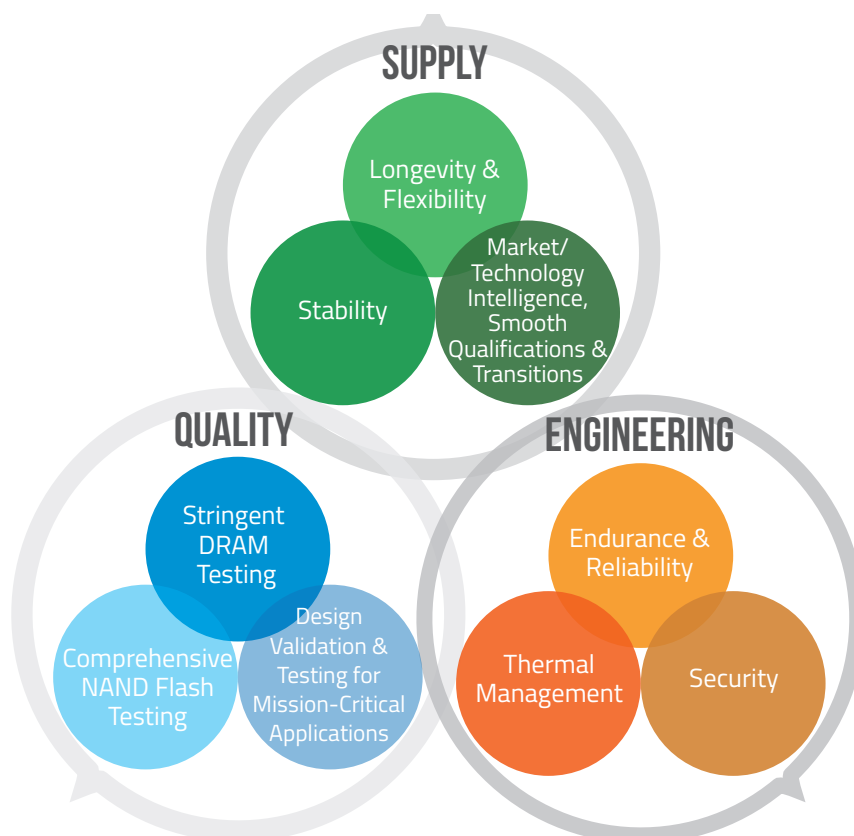 SUPPLY
Longevity &
Flexibility
Stability
Market/
Technology
Intelligence,
Smooth
Qualifications &
Transitions
QUALITY
Stringent
DRAM
Testing
Comprehensive
NAND Flash
Testing
Design
Validation &
Testing for
Mission-Critical
Applications
ENGINEERING
Endurance &
Reliability
Thermal
Management
Security